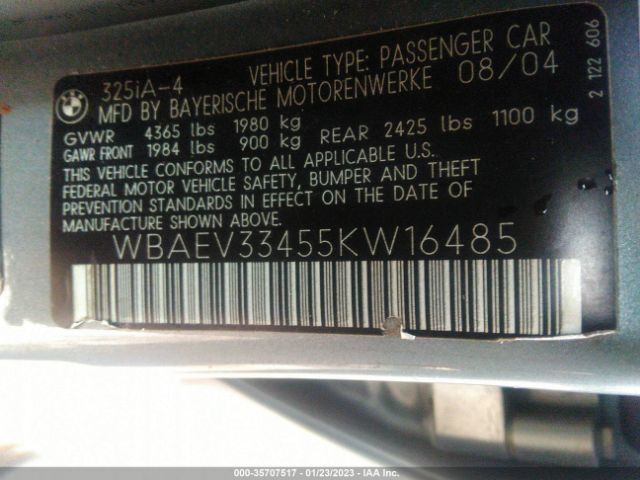 BMW
325iA-4 VEHICLE TYPE: PASSENGER CAR
MFD BY BAYERISCHE MOTORENWERKE 08/04
GVWR 4365 lbs 1980 kg
GAWR FRONT 1984 lbs 900 kg REAR 2425 lbs 1100 kg
THIS VEHICLE CONFORMS TO ALL APPLICABLE U.S.
FEDERAL MOTOR VEHICLE SAFETY, BUMPER AND THEFT
PREVENTION STANDARDS IN EFFECT ON THE DATE OF
MANUFACTURE SHOWN ABOVE.
WBAEV33455KW16485
2 122 606
000-35707517 - 01/23/2023 - IAA Inc.